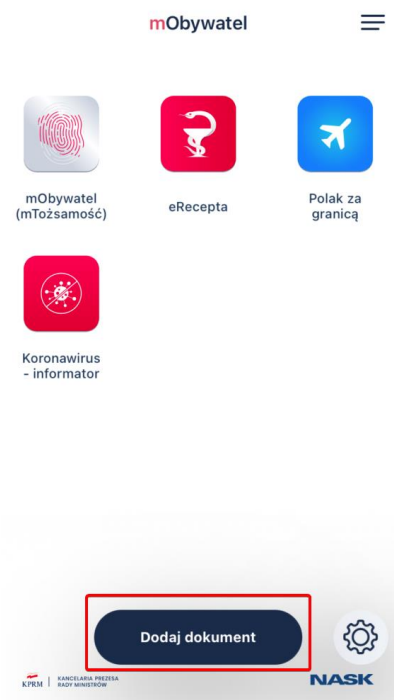 mObywatel
mObywatel
(mTożsamość)
eRecepta
Polak za
granicą
Koronawirus
- informator
Dodaj dokument
KPRM
KANCELARIA PREZESA
RADY MINISTRÓW
NASK